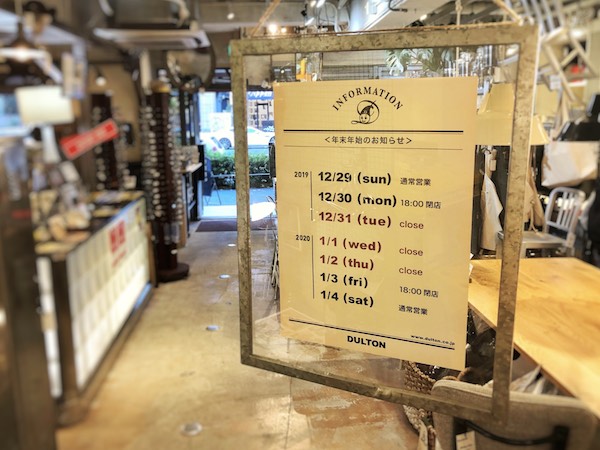 INFORMATION
<年末年始のお知らせ>
2019 12/29 (sun) 通常営業
12/30 (mon) 18:00 閉店
12/31 (tue) close
2020 1/1 (wed) close
1/2 (thu) close
1/3 (fri) 18:00 閉店
1/4 (sat) 通常営業
www.dulton.co.jp
DULTON